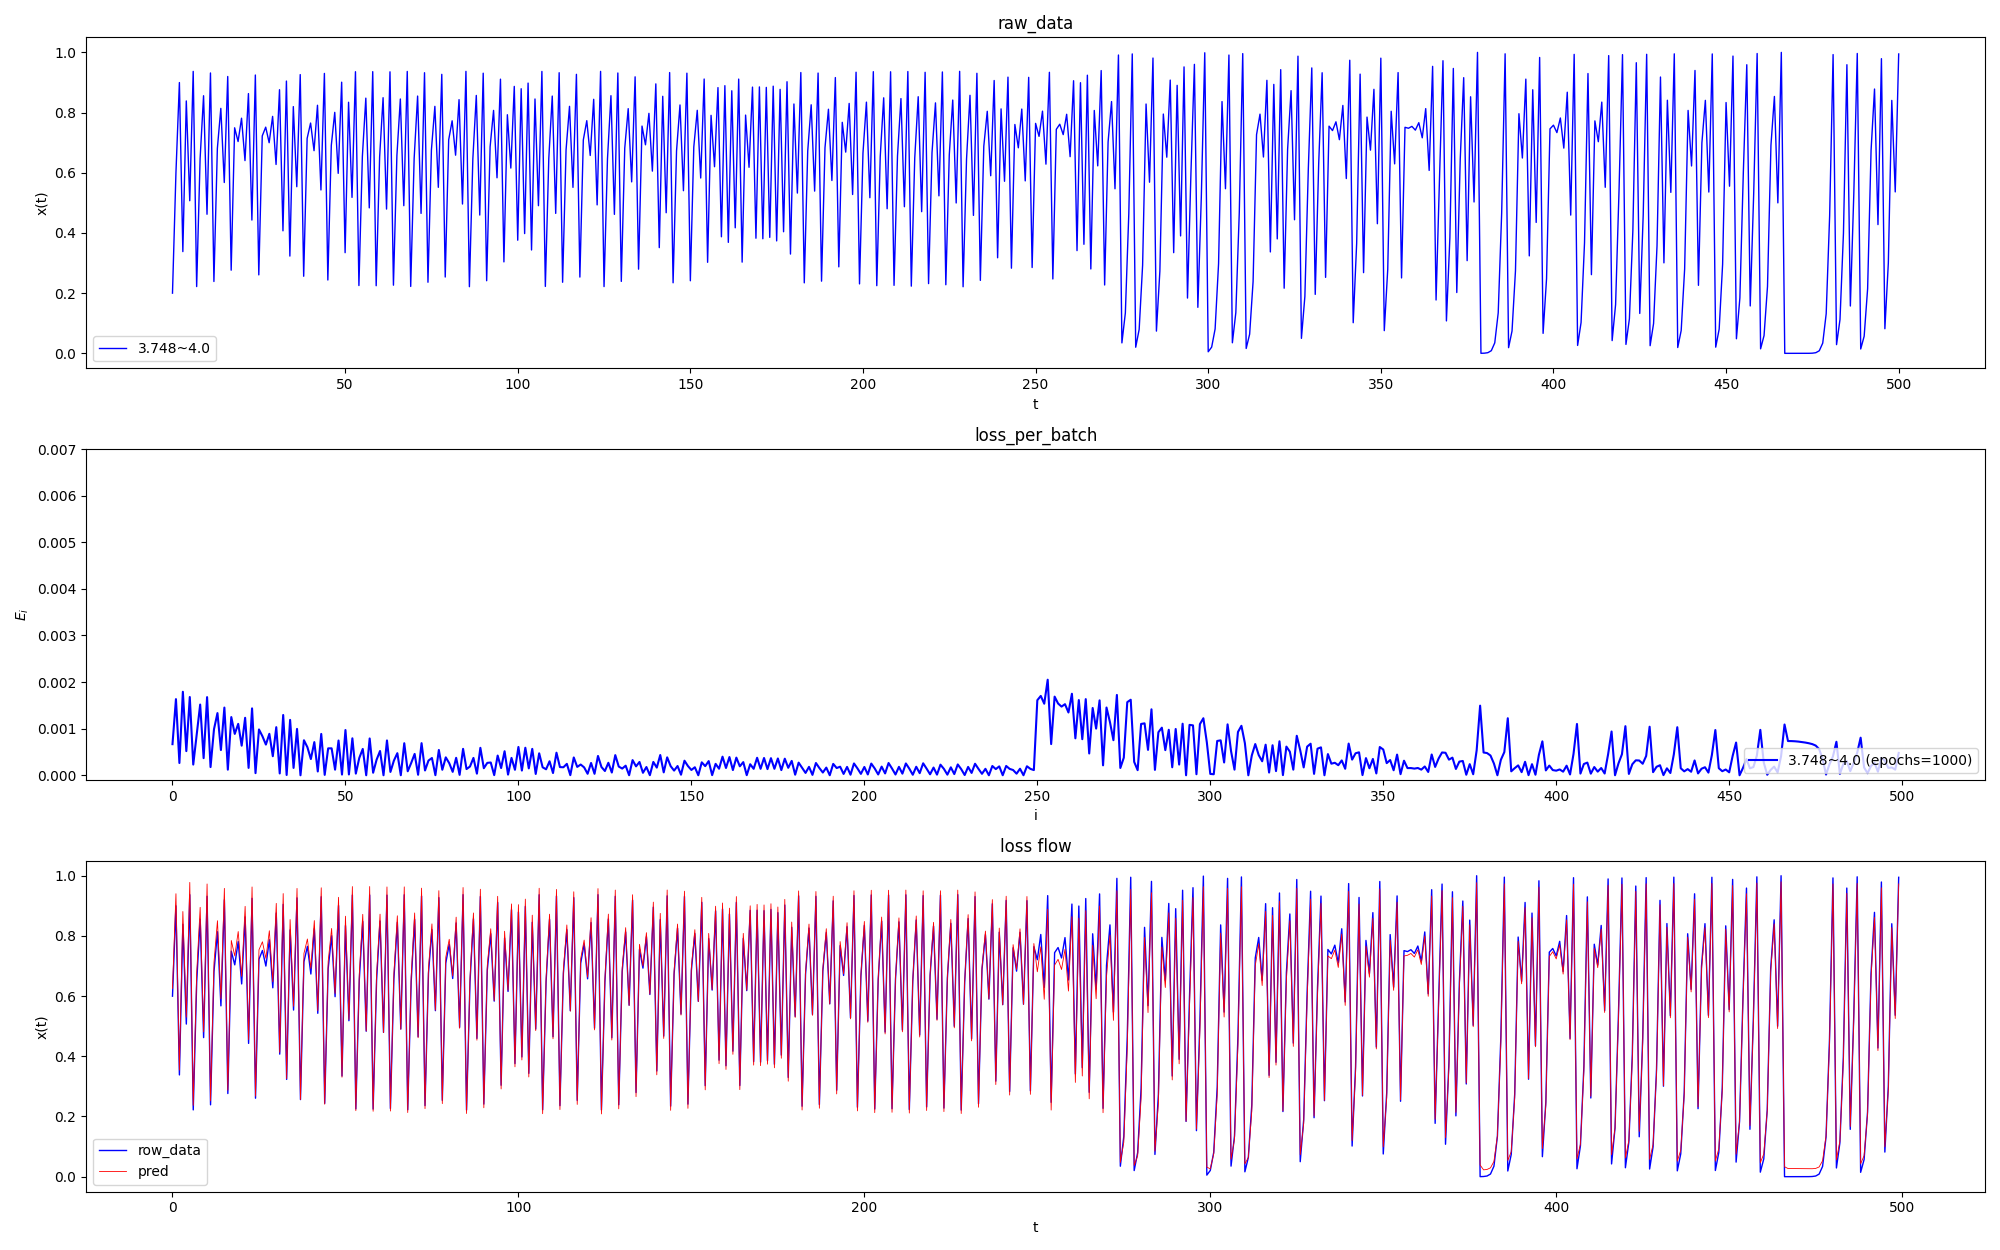 raw_data
1.0
0.8
0.6
0.4
0.2
0.0
x(t)
3.748~4.0
50 100 150 200 250 300 350 400 450 500
t
loss_per_batch
0.007
0.006
0.005
0.004
0.003
0.002
0.001
0.000
E_i
3.748~4.0 (epochs=1000)
0 50 100 150 200 250 300 350 400 450 500
i
loss flow
1.0
0.8
0.6
0.4
0.2
0.0
x(t)
row_data
pred
0 100 200 300 400 500
t